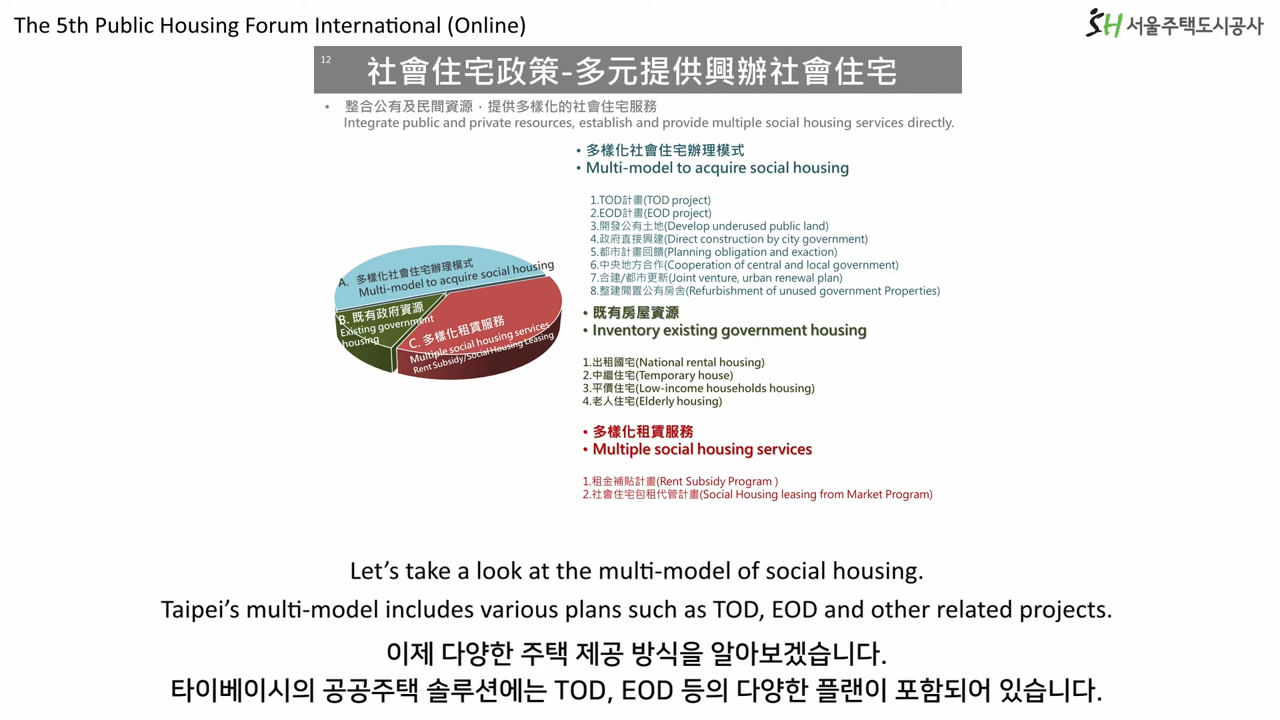 The 5th Public Housing Forum International (Online)
SH 서울주택도시공사
12
社會住宅政策-多元提供興辦社會住宅
• 整合公有及民間資源，提供多樣化的社會住宅服務
Integrate public and private resources, establish and provide multiple social housing services directly.
• 多樣化社會住宅辦理模式
• Multi-model to acquire social housing
1.TOD計畫(TOD project)
2.EOD計畫(EOD project)
3.開發公有土地(Develop underused public land)
4.政府直接興建(Direct construction by city government)
5.都市計畫回饋(Planning obligation and exaction)
6.中央地方合作(Cooperation of central and local government)
7.合建/都市更新(Joint venture, urban renewal plan)
8.整建閒置公有房舍(Refurbishment of unused government Properties)
A. 多樣化社會住宅辦理模式
Multi-model to acquire social housing
B. 既有政府資源
Existing government
housing
C. 多樣化租賃服務
Multiple social housing services
Rent Subsidy/Social Housing Leasing
• 既有房屋資源
• Inventory existing government housing
1.出租國宅(National rental housing)
2.中繼住宅(Temporary house)
3.平價住宅(Low-income households housing)
4.老人住宅(Elderly housing)
• 多樣化租賃服務
• Multiple social housing services
1.租金補貼計畫(Rent Subsidy Program )
2.社會住宅包租代管計畫(Social Housing leasing from Market Program)
Let's take a look at the multi-model of social housing.
Taipei's multi-model includes various plans such as TOD, EOD and other related projects.
이제 다양한 주택 제공 방식을 알아보겠습니다.
타이베이시의 공공주택 솔루션에는 TOD, EOD 등의 다양한 플랜이 포함되어 있습니다.